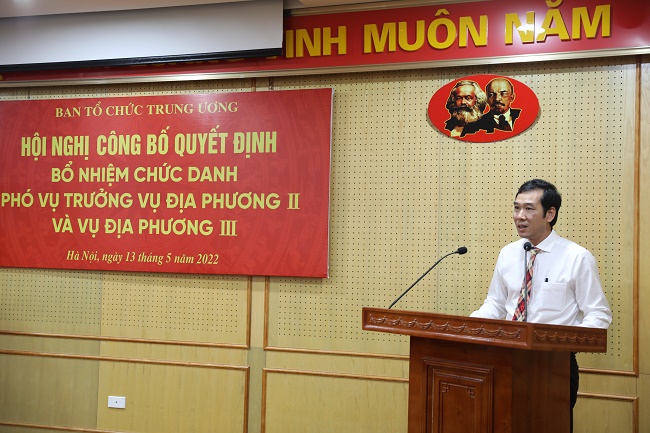 INH MUÔN NĂM
BAN TỔ CHỨC TRUNG ƯƠNG
HỘI NGHỊ CÔNG BỐ QUYẾT ĐỊNH
BỔ NHIỆM CHỨC DANH
PHÓ VỤ TRƯỞNG VỤ ĐỊA PHƯƠNG II
VÀ VỤ ĐỊA PHƯƠNG III
Hà Nội, ngày 13 tháng 5 năm 2022